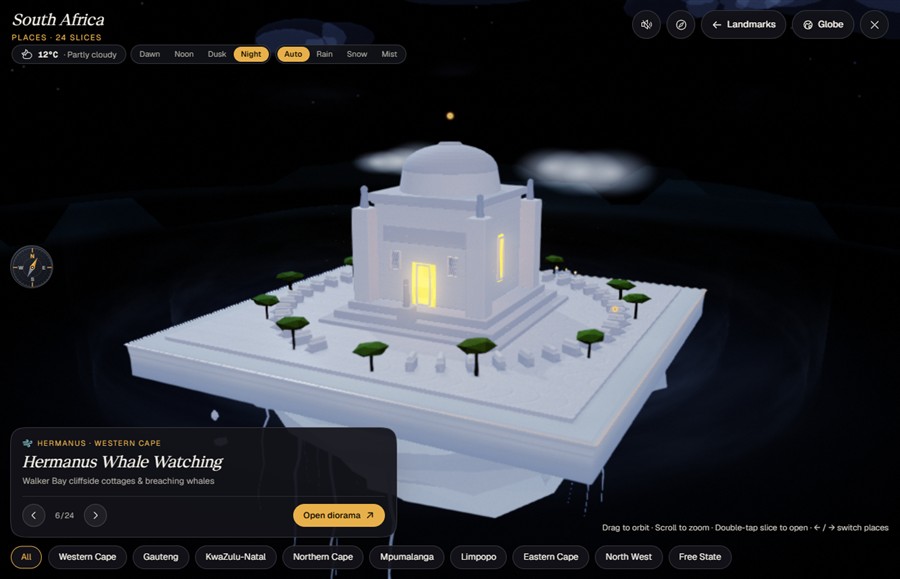 South Africa
PLACES · 24 SLICES
12°C · Partly cloudy
Dawn Noon Dusk Night
Auto Rain Snow Mist
← Landmarks
Globe
N
W E
S
HERMANUS · WESTERN CAPE
Hermanus Whale Watching
Walker Bay cliffside cottages & breaching whales
6/24
Open diorama ↗
Drag to orbit · Scroll to zoom · Double-tap slice to open · ← / → switch places
All Western Cape Gauteng KwaZulu-Natal Northern Cape Mpumalanga Limpopo Eastern Cape North West Free State